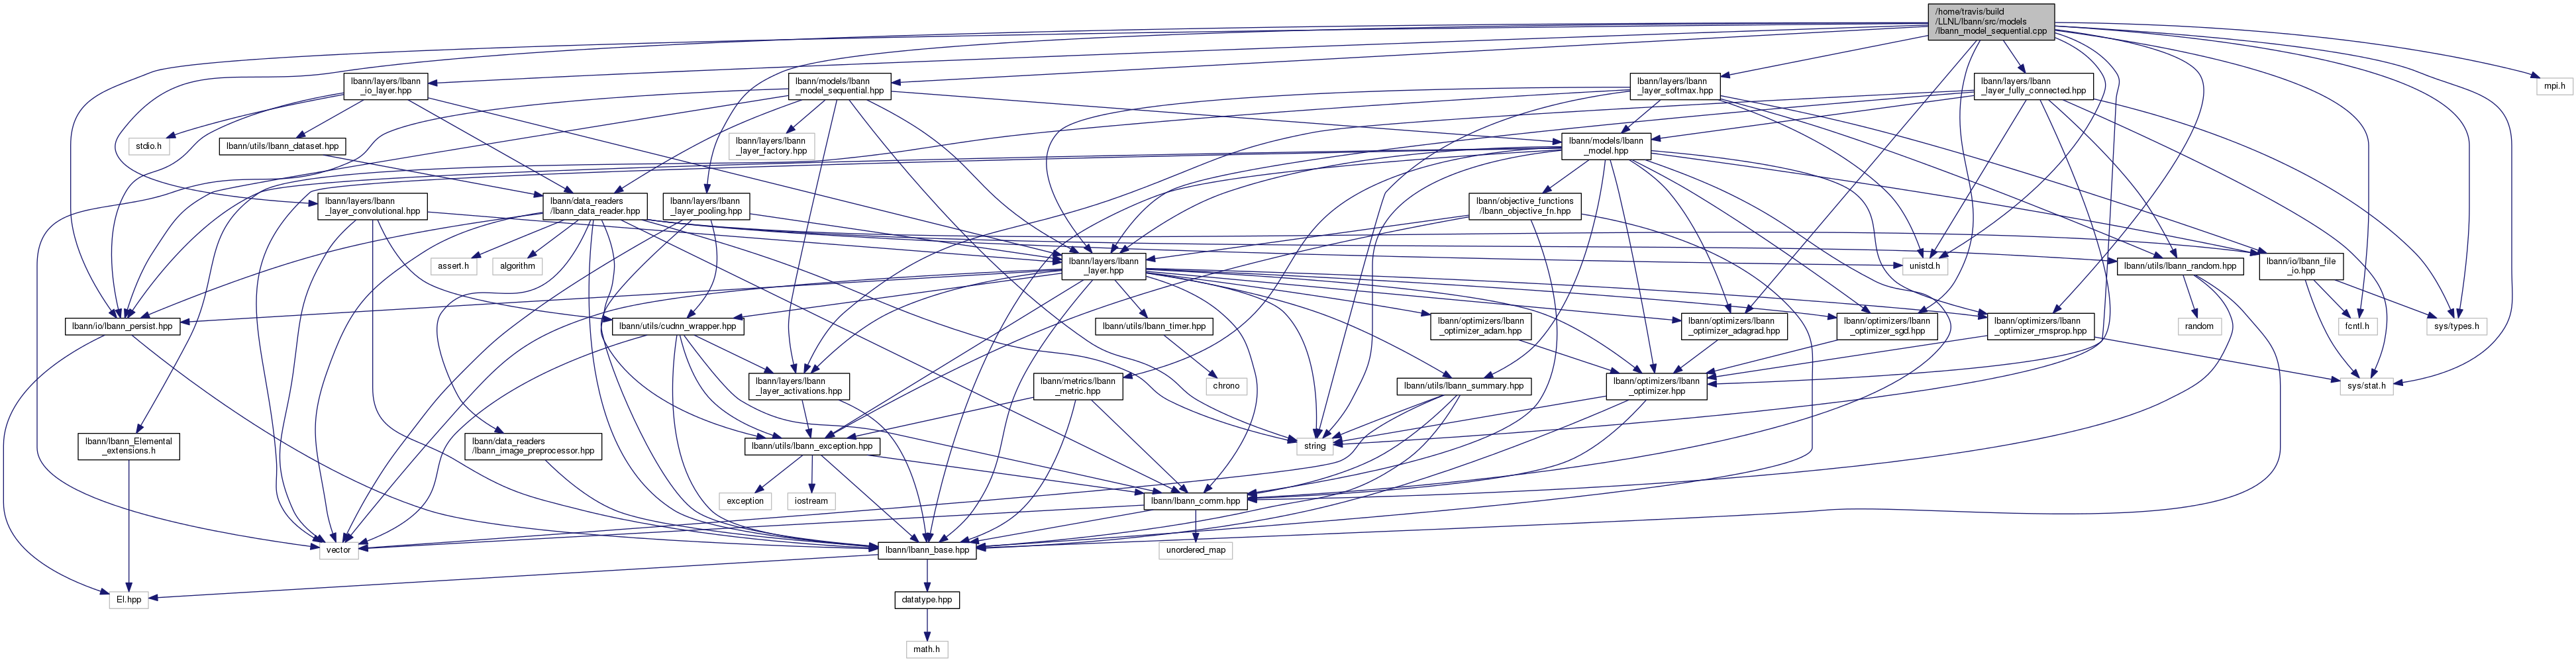 /home/travis/build
/LLNL/lbann/src/models
/lbann_model_sequential.cpp
lbann/layers/lbann
_io_layer.hpp
lbann/models/lbann
_model_sequential.hpp
lbann/layers/lbann
_layer_softmax.hpp
lbann/layers/lbann
_layer_fully_connected.hpp
mpi.h
stdio.h
lbann/utils/lbann_dataset.hpp
lbann/layers/lbann
_layer_factory.hpp
lbann/models/lbann
_model.hpp
lbann/layers/lbann
_layer_convolutional.hpp
lbann/data_readers
/lbann_data_reader.hpp
lbann/layers/lbann
_layer_pooling.hpp
lbann/objective_functions
/lbann_objective_fn.hpp
assert.h
algorithm
lbann/layers/lbann
_layer.hpp
unistd.h
lbann/utils/lbann_random.hpp
lbann/io/lbann_file
_io.hpp
lbann/io/lbann_persist.hpp
lbann/utils/cudnn_wrapper.hpp
lbann/utils/lbann_timer.hpp
lbann/optimizers/lbann
_optimizer_adam.hpp
lbann/optimizers/lbann
_optimizer_adagrad.hpp
lbann/optimizers/lbann
_optimizer_sgd.hpp
lbann/optimizers/lbann
_optimizer_rmsprop.hpp
random
fcntl.h
sys/types.h
lbann/layers/lbann
_layer_activations.hpp
lbann/metrics/lbann
_metric.hpp
chrono
lbann/utils/lbann_summary.hpp
lbann/optimizers/lbann
_optimizer.hpp
sys/stat.h
lbann/lbann_Elemental
_extensions.h
lbann/data_readers
/lbann_image_preprocessor.hpp
lbann/utils/lbann_exception.hpp
string
exception
iostream
lbann/lbann_comm.hpp
vector
lbann/lbann_base.hpp
unordered_map
El.hpp
datatype.hpp
math.h